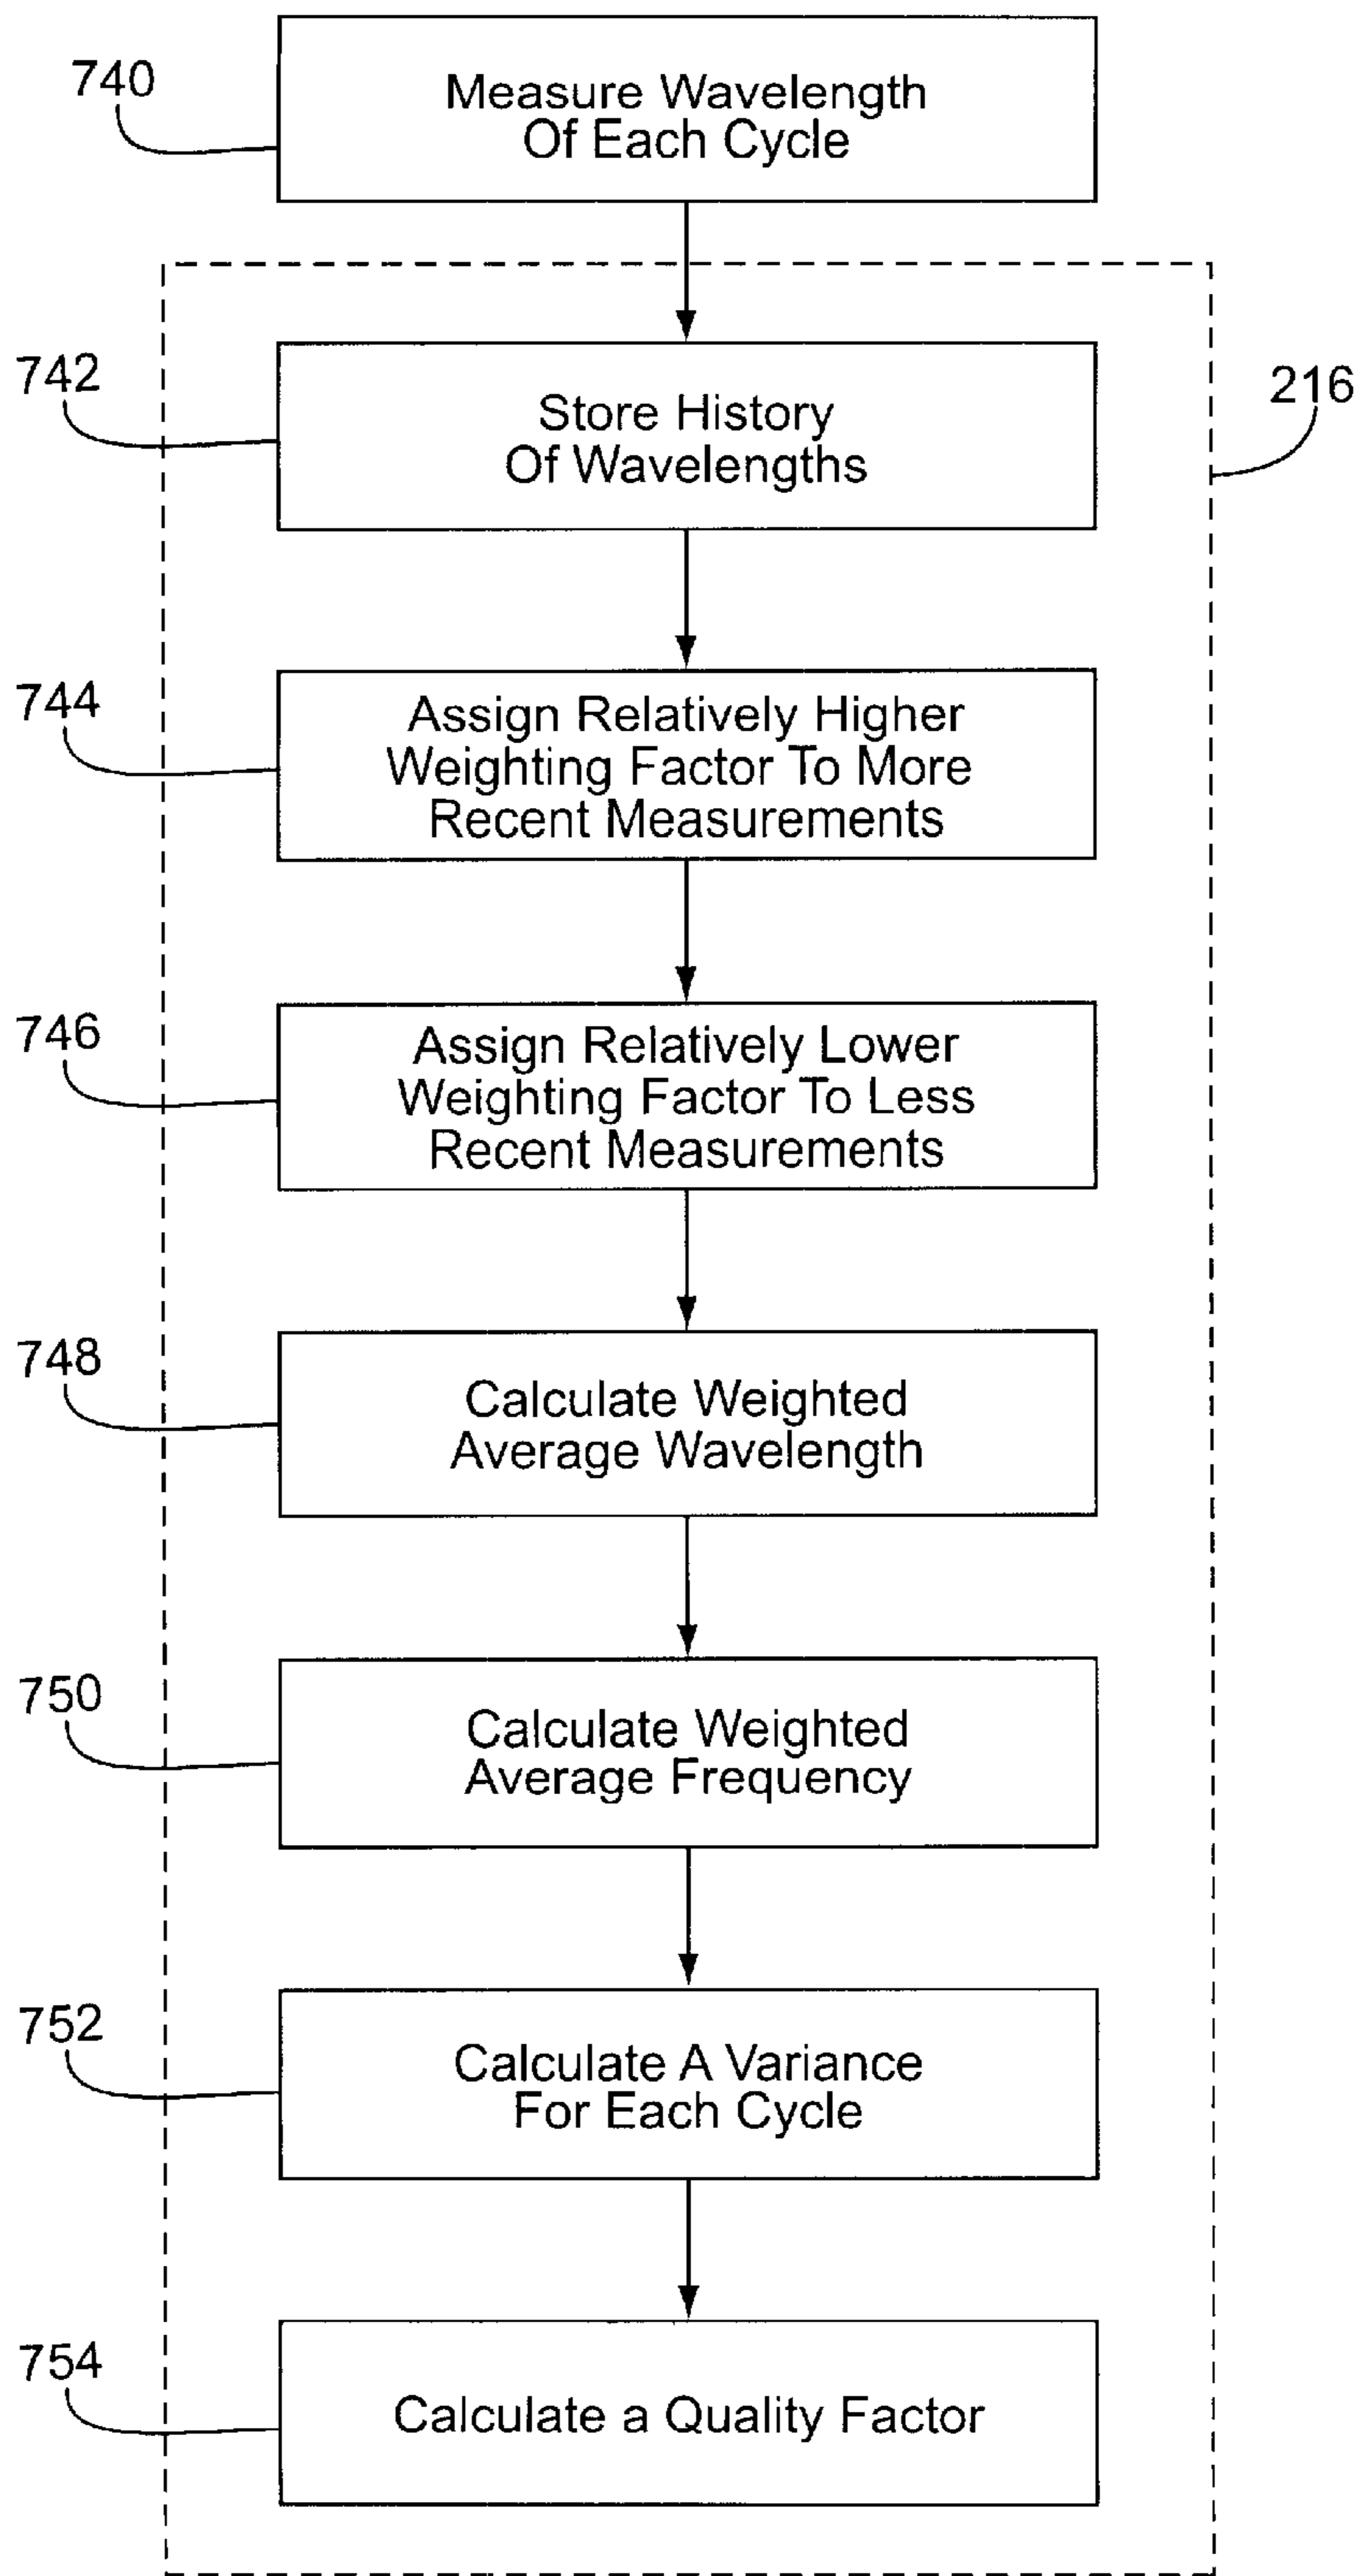 740
Measure Wavelength
Of Each Cycle
742
Store History
Of Wavelengths
216
744
Assign Relatively Higher
Weighting Factor To More
Recent Measurements
746
Assign Relatively Lower
Weighting Factor To Less
Recent Measurements
748
Calculate Weighted
Average Wavelength
750
Calculate Weighted
Average Frequency
752
Calculate A Variance
For Each Cycle
754
Calculate a Quality Factor